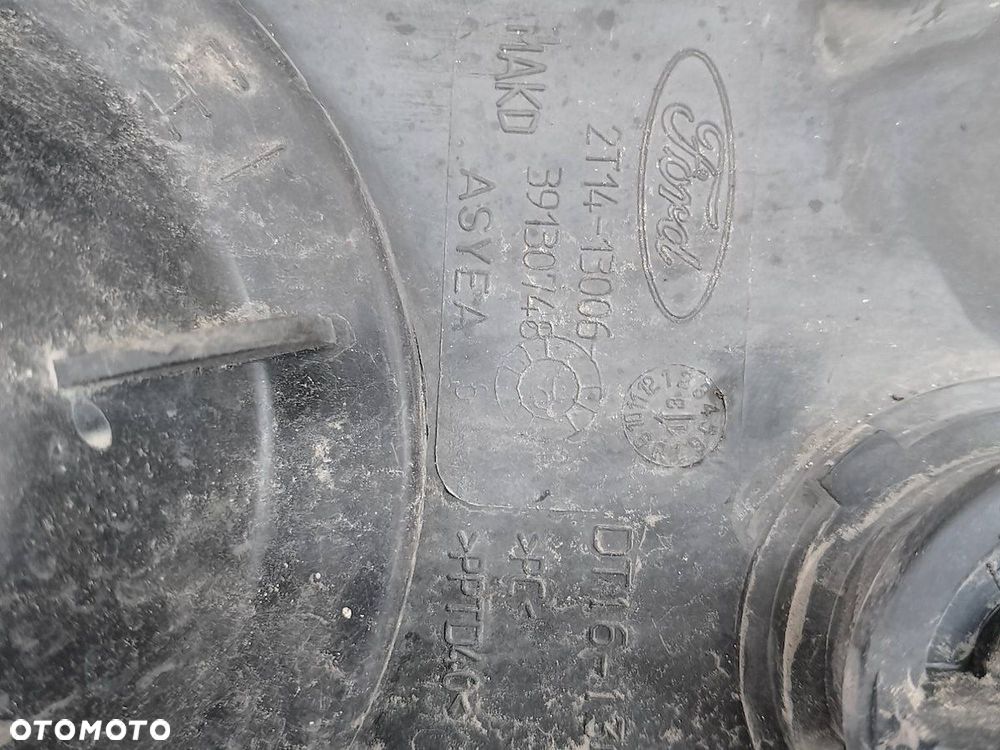 Ford
2T14-13006
MAKO 39130748
ASYEA
DT16-13
>PC<
>PPTD40<
OTOMOTO